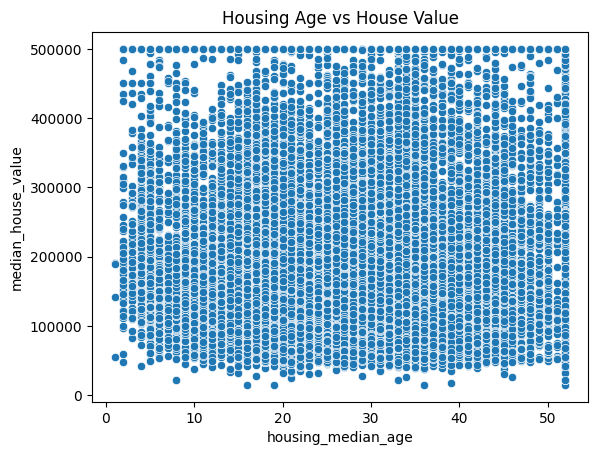 Housing Age vs House Value
500000
400000
300000
200000
100000
0
median_house_value
0 10 20 30 40 50
housing_median_age